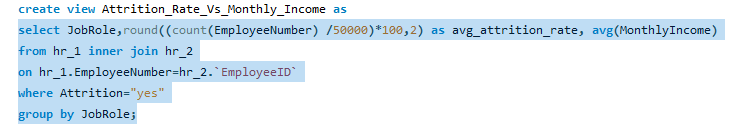 create view Attrition_Rate_Vs_Monthly_Income as
select JobRole,round((count(EmployeeNumber) /50000)*100,2) as avg_attrition_rate, avg(MonthlyIncome)
from hr_1 inner join hr_2
on hr_1.EmployeeNumber=hr_2.`EmployeeID`
where Attrition="yes"
group by JobRole;